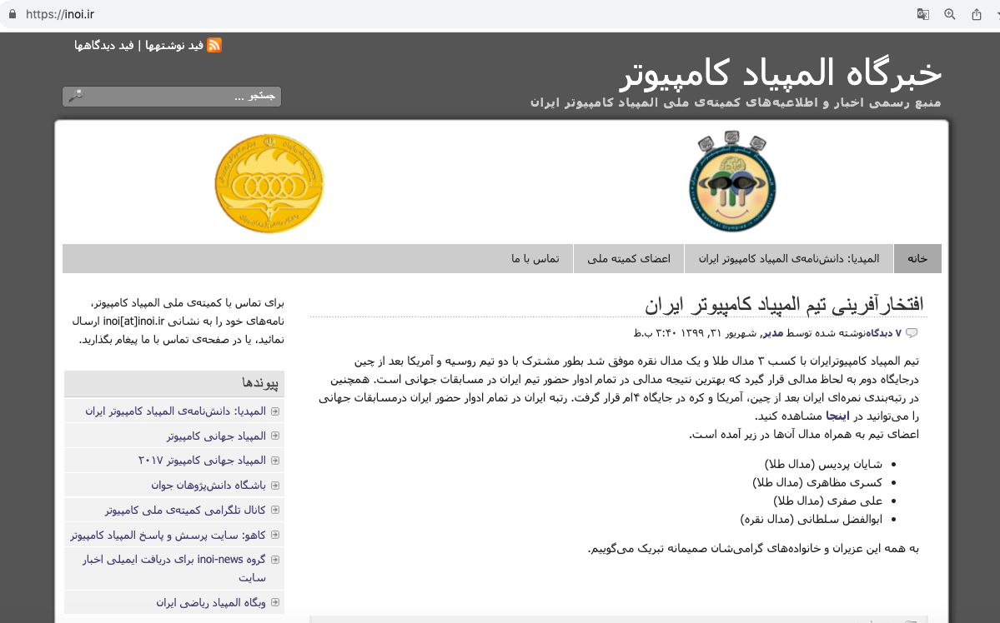 https://inoi.ir
فید نوشتهها | فید دیدگاهها
خبرگاه المپیاد کامپیوتر
منبع رسمی اخبار و اطلاعیه‌های کمیته‌ی ملی المپیاد کامپیوتر ایران
جستجو ...
خانه
المپدیا: دانش‌نامه‌ی المپیاد کامپیوتر ایران
اعضای کمیته ملی
تماس با ما
افتخارآفرینی تیم المپیاد کامپیوتر ایران
۷ دیدگاه نوشته شده توسط مدیر, شهریور ۳۱, ۱۳۹۹ ۳:۴۰ ب.ظ
تیم المپیاد کامپیوترایران با کسب ۳ مدال طلا و یک مدال نقره موفق شد بطور مشترک با دو تیم روسیه و آمریکا بعد از چین
درجایگاه دوم به لحاظ مدالی قرار گیرد که بهترین نتیجه مدالی در تمام ادوار حضور تیم ایران در مسابقات جهانی است. همچنین
در رتبه‌بندی نمره‌ای ایران بعد از چین، آمریکا و کره در جایگاه ۴ام قرار گرفت. رتبه ایران در تمام ادوار حضور ایران درمسابقات جهانی
را می‌توانید در اینجا مشاهده کنید.
اعضای تیم به همراه مدال آن‌ها در زیر آمده است.
شایان پردیس (مدال طلا)
کسری مظاهری (مدال طلا)
علی صفری (مدال طلا)
ابوالفضل سلطانی (مدال نقره)
به همه این عزیران و خانواده‌های گرامی‌شان صمیمانه تبریک می‌گوییم.
برای تماس با کمیته‌ی ملی المپیاد کامپیوتر،
نامه‌های خود را به نشانی inoi[at]inoi.ir ارسال
نمائید، یا در صفحه‌ی تماس با ما پیغام بگذارید.
پیوندها
المپدیا: دانش‌نامه‌ی المپیاد کامپیوتر ایران
المپیاد جهانی کامپیوتر
المپیاد جهانی کامپیوتر ۲۰۱۷
باشگاه دانش‌پژوهان جوان
کانال تلگرامی کمیته‌ی ملی کامپیوتر
کاهو: سایت پرسش و پاسخ المپیاد کامپیوتر
گروه inoi-news برای دریافت ایمیلی اخبار
سایت
وبگاه المپیاد ریاضی ایران